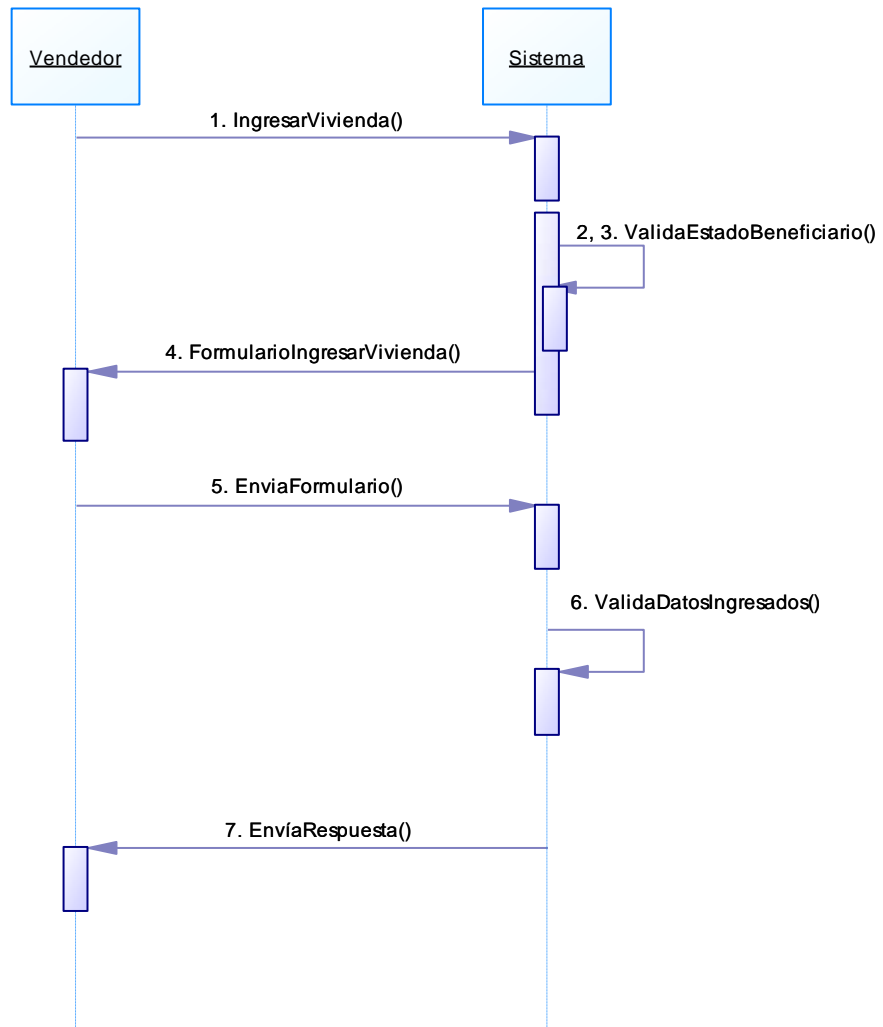 Vendedor
Sistema
1. IngresarVivienda()
2, 3. ValidaEstadoBeneficiario()
4. FormularioIngresarVivienda()
5. EnviaFormulario()
6. ValidaDatosIngresados()
7. EnvíaRespuesta()